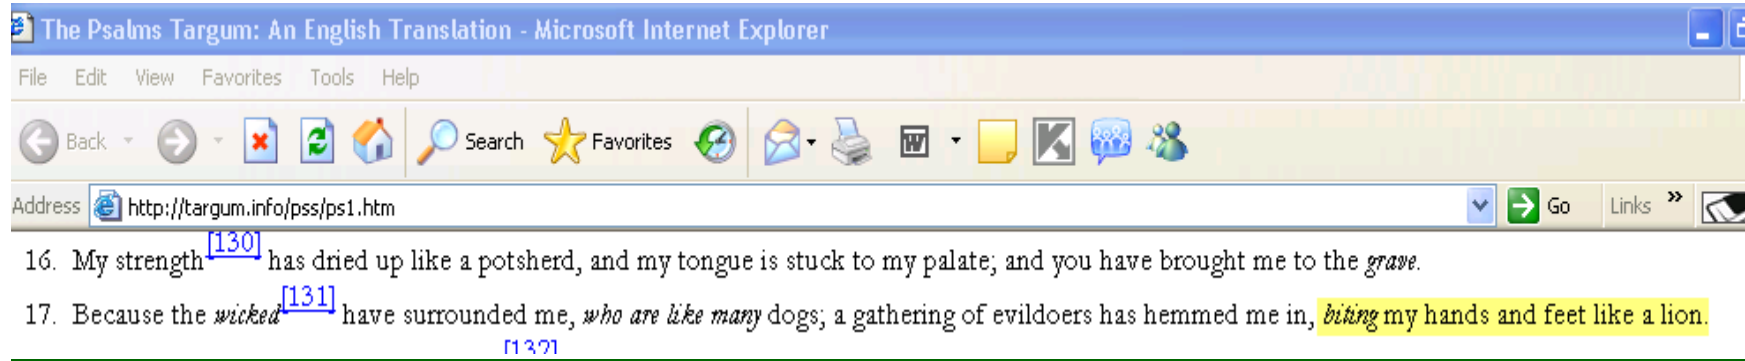 The Psalms Targum: An English Translation - Microsoft Internet Explorer
File Edit View Favorites Tools Help
Back Search Favorites W K
Address http://targum.info/pss/ps1.htm Go Links »
16. My strength[130] has dried up like a potsherd, and my tongue is stuck to my palate; and you have brought me to the grave.
17. Because the wicked[131] have surrounded me, who are like many dogs; a gathering of evildoers has hemmed me in, biting my hands and feet like a lion.
[132]